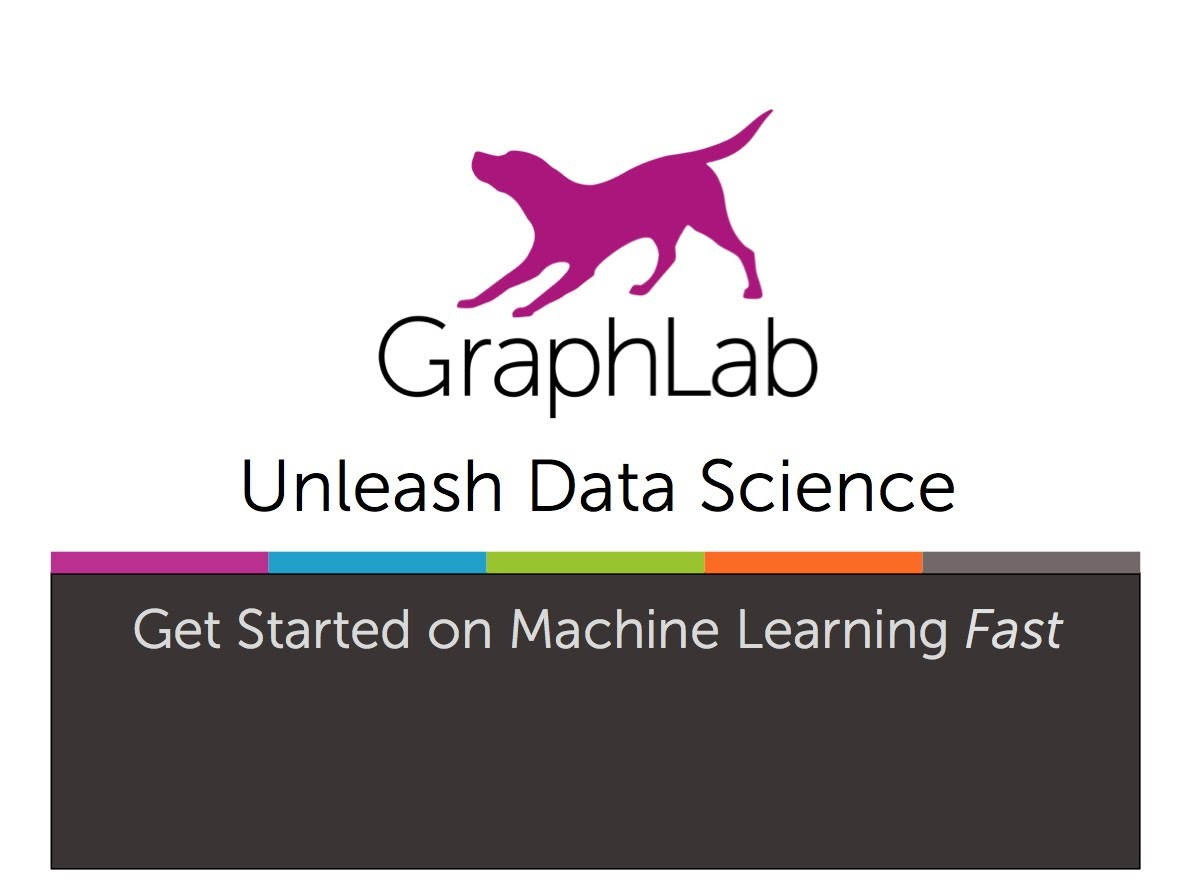 GraphLab
Unleash Data Science
Get Started on Machine Learning Fast